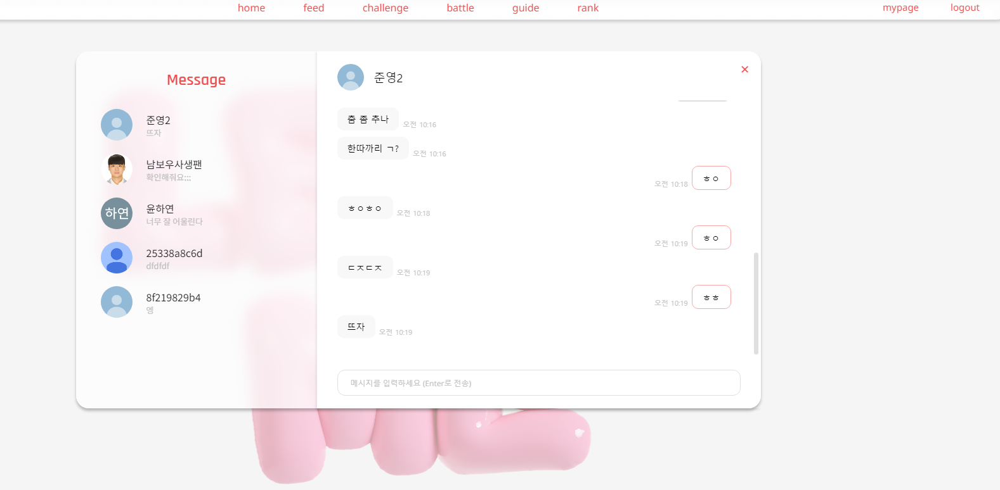 home feed challenge battle guide rank mypage logout
Message
준영2
뜨자
남보우사생팬
확인해줘요;;;
하연
윤하연
너무 잘 어울린다
25338a8c6d
dfdfdf
8f219829b4
엥
준영2
✕
춤 좀 추나 오전 10:16
한따까리 ㄱ? 오전 10:16
오전 10:18 ㅎㅇ
ㅎㅇㅎㅇ 오전 10:18
오전 10:19 ㅎㅇ
ㄷㅈㄷㅈ 오전 10:19
오전 10:19 ㅎㅎ
뜨자 오전 10:19
메시지를 입력하세요 (Enter로 전송)